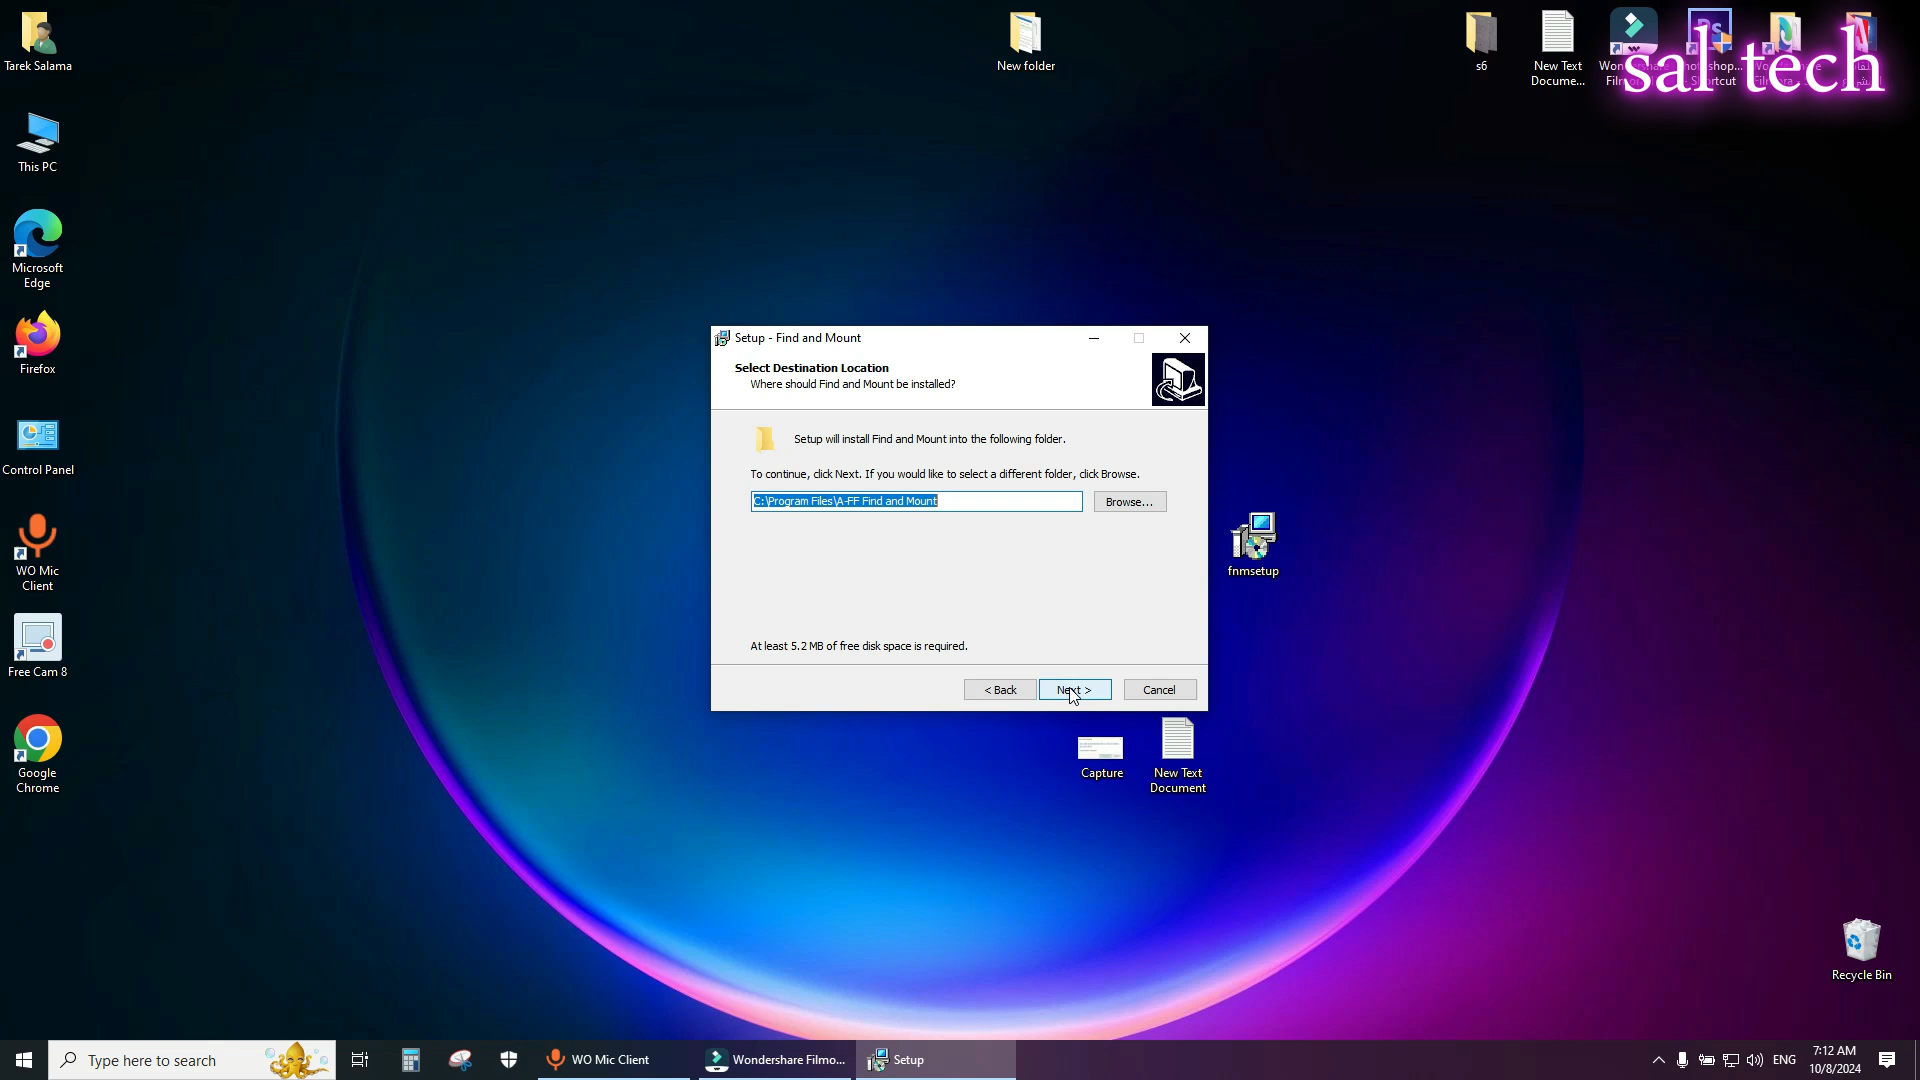 Tarek Salama
This PC
Microsoft
Edge
Firefox
Control Panel
WO Mic
Client
Free Cam 8
Google
Chrome
New folder
s6
New Text
Docume...
sal tech
Shortcut
Setup - Find and Mount
Select Destination Location
Where should Find and Mount be installed?
Setup will install Find and Mount into the following folder.
To continue, click Next. If you would like to select a different folder, click Browse.
C:\Program Files\A-FF Find and Mount
Browse...
At least 5.2 MB of free disk space is required.
< Back
Next >
Cancel
fnmsetup
Capture
New Text
Document
Recycle Bin
Type here to search
WO Mic Client
Wondershare Filmo...
Setup
ENG
7:12 AM
10/8/2024